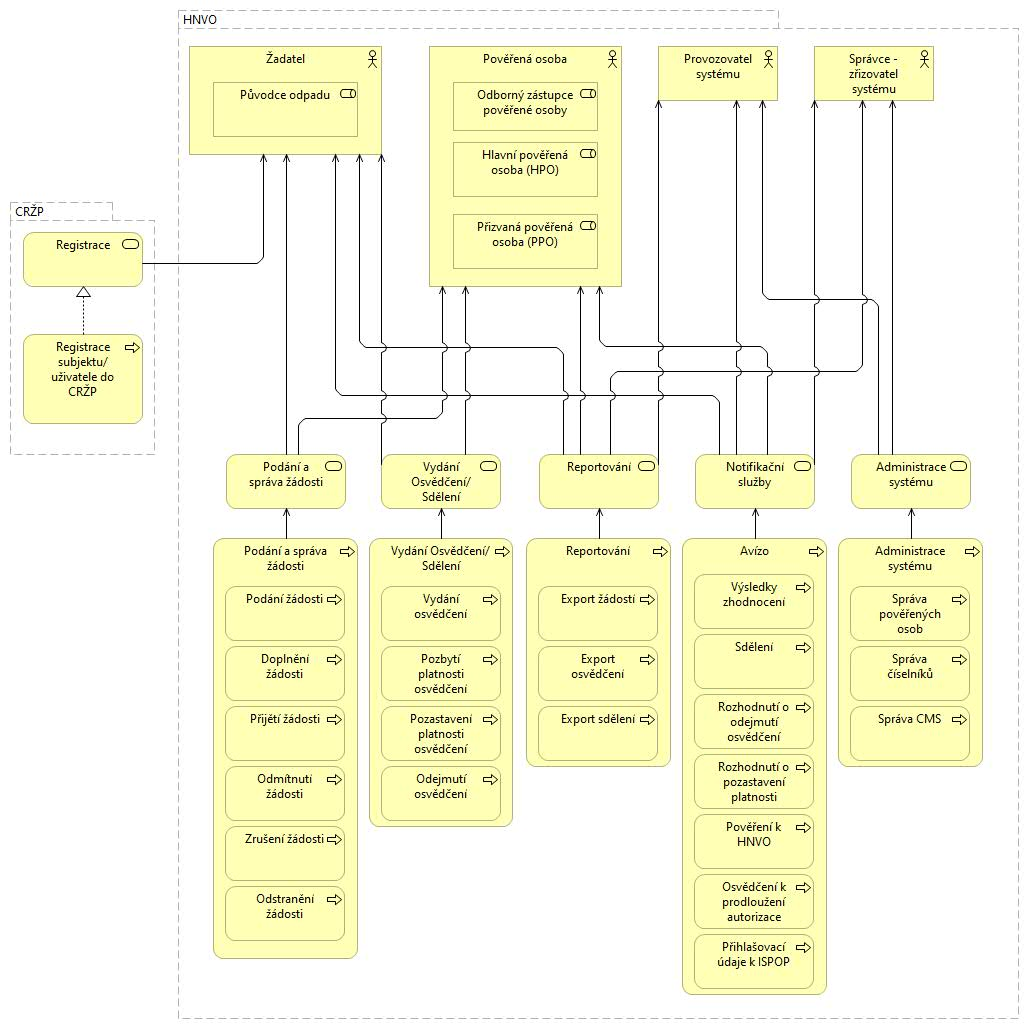 HNVO
Žadatel
Původce odpadu
Pověřená osoba
Odborný zástupce
pověřené osoby
Hlavní pověřená
osoba (HPO)
Přizvaná pověřená
osoba (PPO)
Provozovatel
systému
Správce -
zřizovatel
systému
CRŽP
Registrace
Registrace
subjektu/
uživatele do
CRŽP
Podání a
správa žádosti
Vydání
Osvědčení/
Sdělení
Reportování
Notifikační
služby
Administrace
systému
Podání a správa
žádosti
Podání žádosti
Doplnění
žádosti
Přijětí žádosti
Odmítnutí
žádosti
Zrušení žádosti
Odstranění
žádosti
Vydání Osvědčení/
Sdělení
Vydání
osvědčení
Pozbytí
platnosti
osvědčení
Pozastavení
platnosti
osvědčení
Odejmutí
osvědčení
Reportování
Export žádostí
Export
osvědčení
Export sdělení
Avízo
Výsledky
zhodnocení
Sdělení
Rozhodnutí o
odejmutí
osvědčení
Rozhodnutí o
pozastavení
platnosti
Pověření k
HNVO
Osvědčení k
prodloužení
autorizace
Přihlašovací
údaje k ISPOP
Administrace
systému
Správa
pověřených
osob
Správa
číselníků
Správa CMS